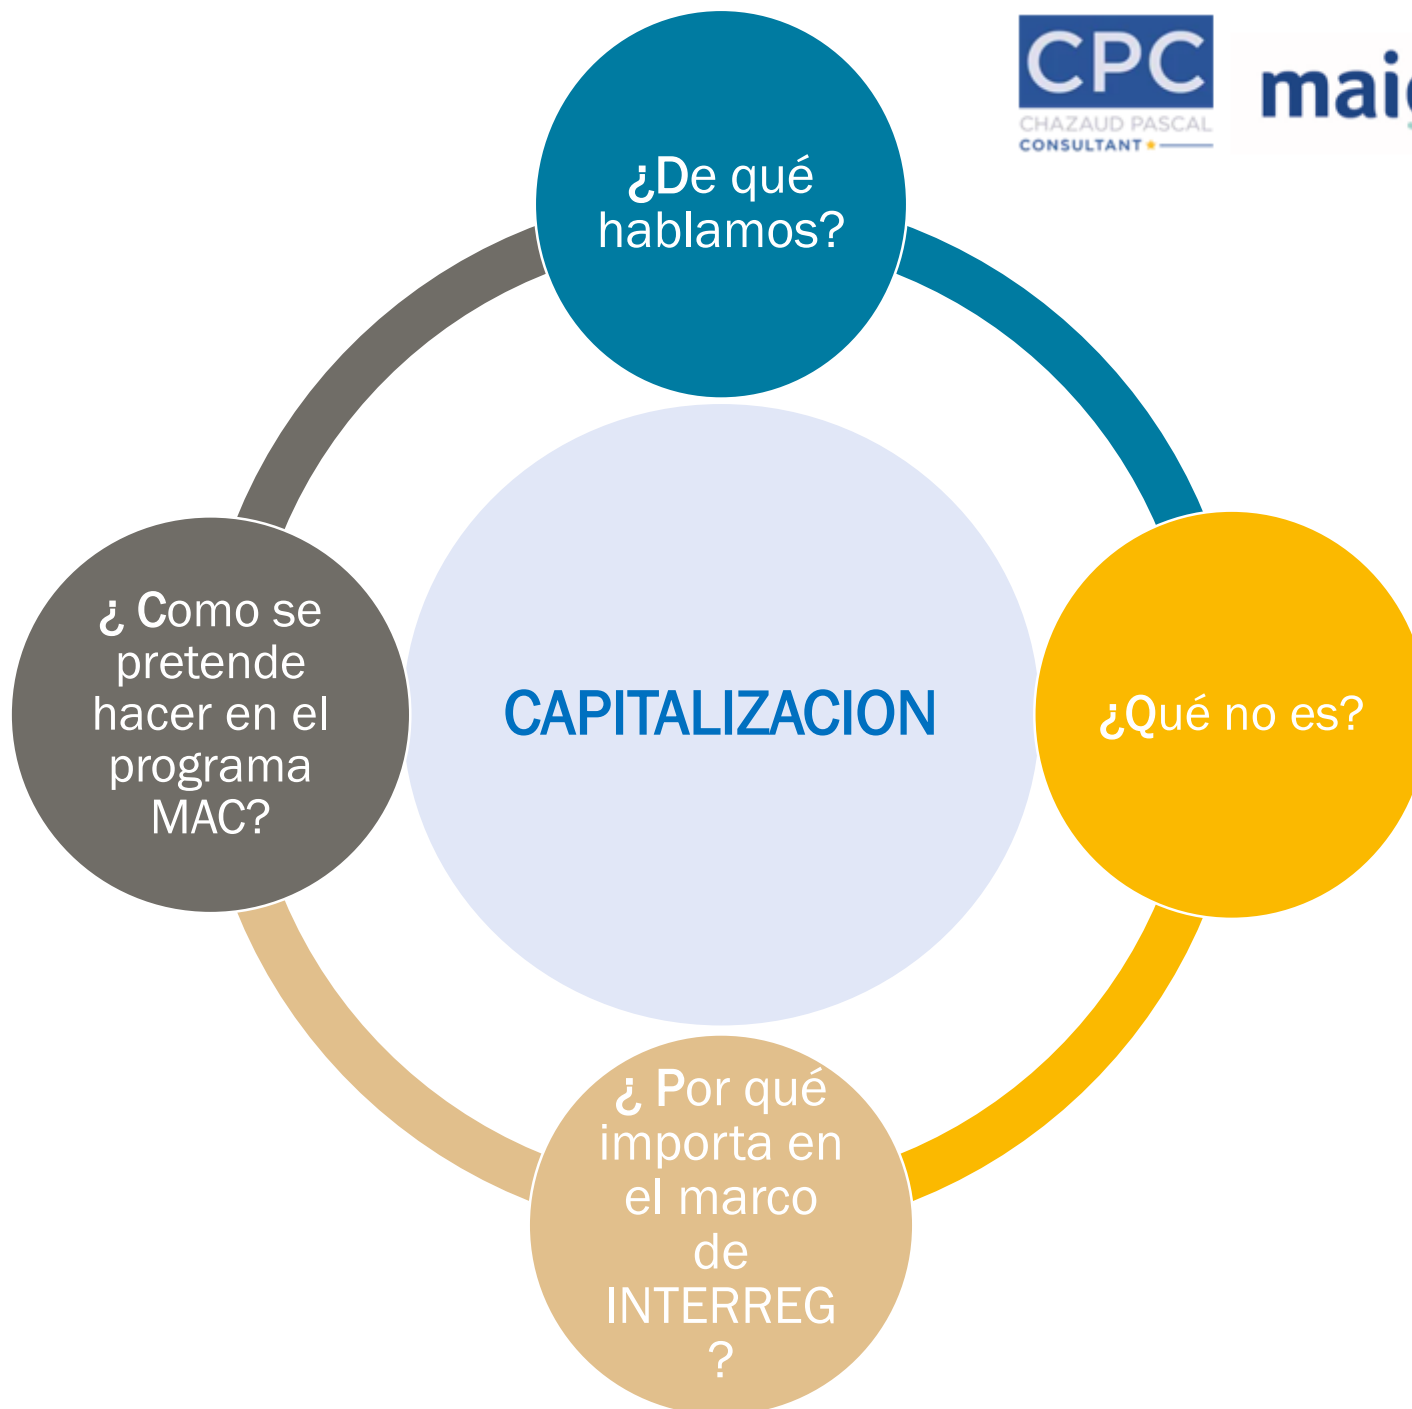 CPC
CHAZAUD PASCAL
CONSULTANT
¿De qué
hablamos?
¿ Como se
pretende
hacer en el
programa
MAC?
CAPITALIZACION
¿Qué no es?
¿ Por qué
importa en
el marco
de
INTERREG
?